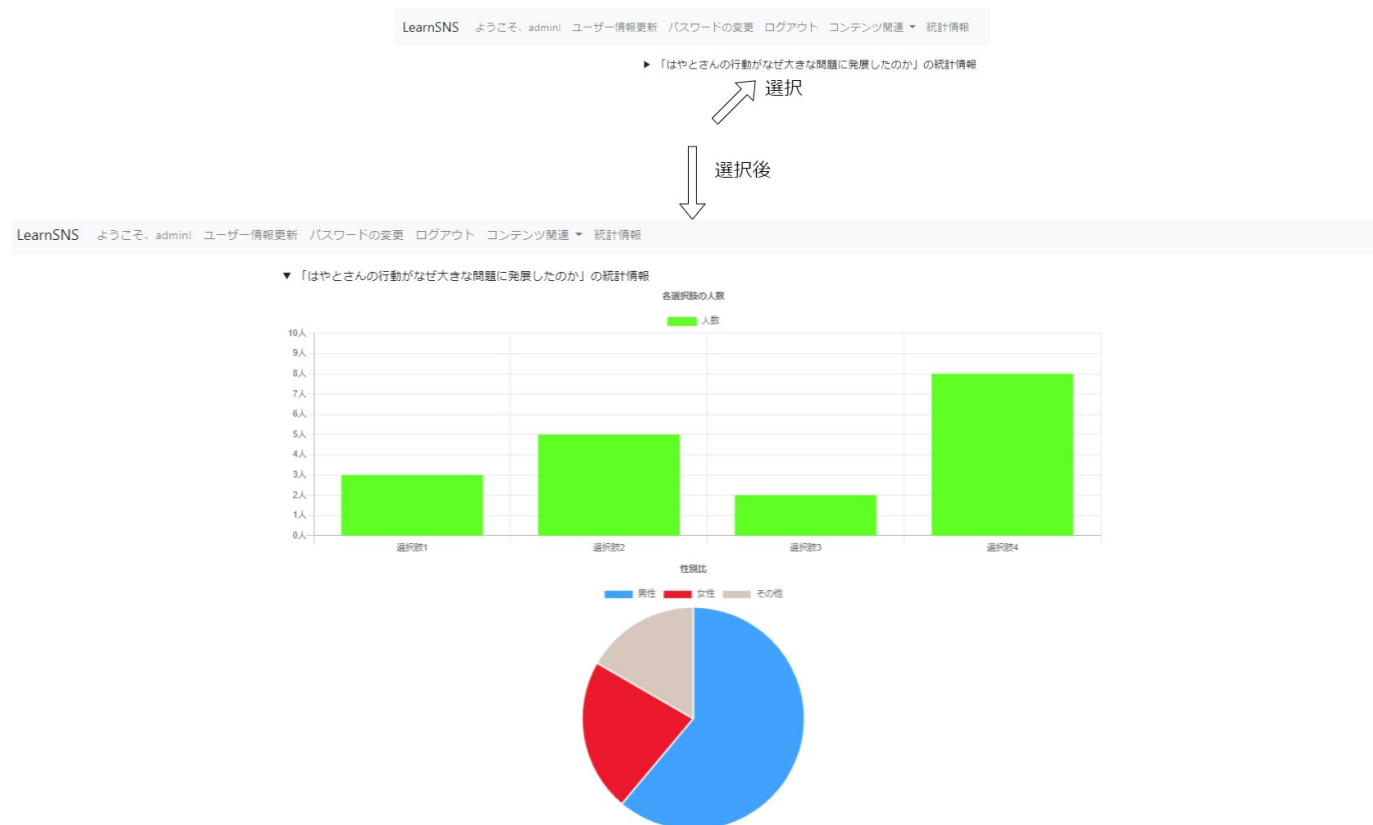 LearnSNS ようこそ、admin! ユーザー情報更新 パスワードの変更 ログアウト コンテンツ関連 統計情報
▶ 「はやとさんの行動がなぜ大きな問題に発展したのか」の統計情報
選択
選択後
LearnSNS ようこそ、admin! ユーザー情報更新 パスワードの変更 ログアウト コンテンツ関連 統計情報
▼ 「はやとさんの行動がなぜ大きな問題に発展したのか」の統計情報
各選択肢の人数
人数
10人
9人
8人
7人
6人
5人
4人
3人
2人
1人
0人
選択肢1 選択肢2 選択肢3 選択肢4
性別比
男性 女性 その他